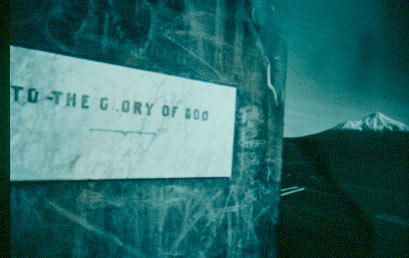 TO THE GLORY OF GOD